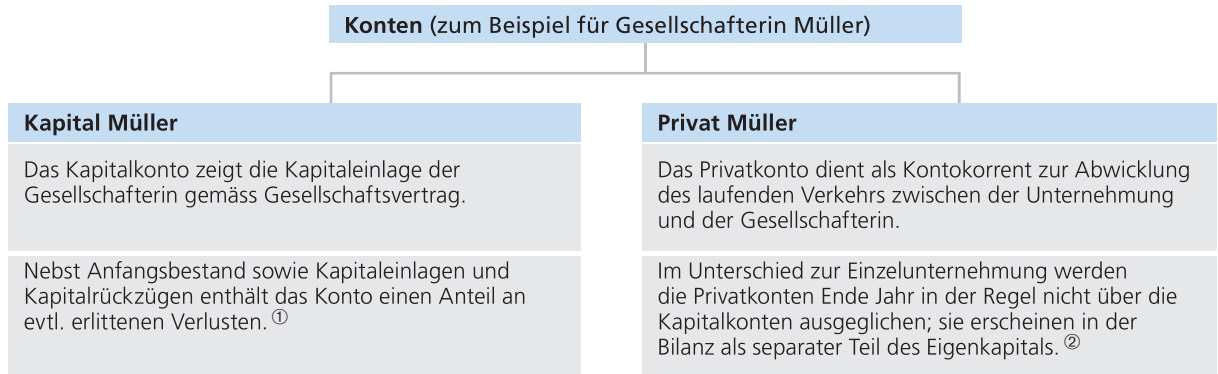 Konten (zum Beispiel für Gesellschafterin Müller)
Kapital Müller
Das Kapitalkonto zeigt die Kapitaleinlage der
Gesellschafterin gemäss Gesellschaftsvertrag.
Nebst Anfangsbestand sowie Kapitaleinlagen und
Kapitalrückzügen enthält das Konto einen Anteil an
evtl. erlittenen Verlusten. ①
Privat Müller
Das Privatkonto dient als Kontokorrent zur Abwicklung
des laufenden Verkehrs zwischen der Unternehmung
und der Gesellschafterin.
Im Unterschied zur Einzelunternehmung werden
die Privatkonten Ende Jahr in der Regel nicht über die
Kapitalkonten ausgeglichen; sie erscheinen in der
Bilanz als separater Teil des Eigenkapitals. ②